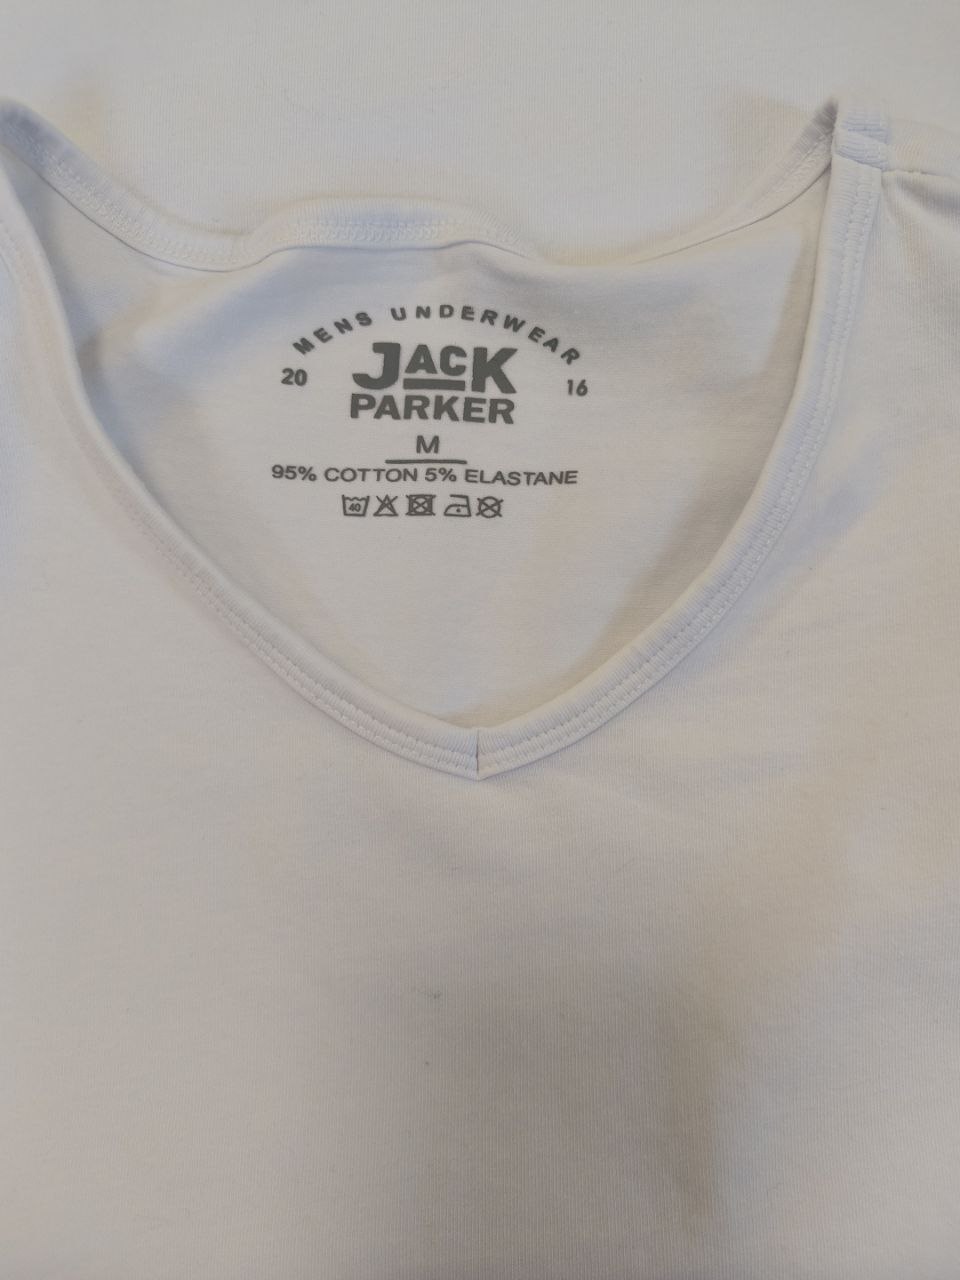 MENS UNDERWEAR
20 16
JACK
PARKER
M
95% COTTON 5% ELASTANE
40